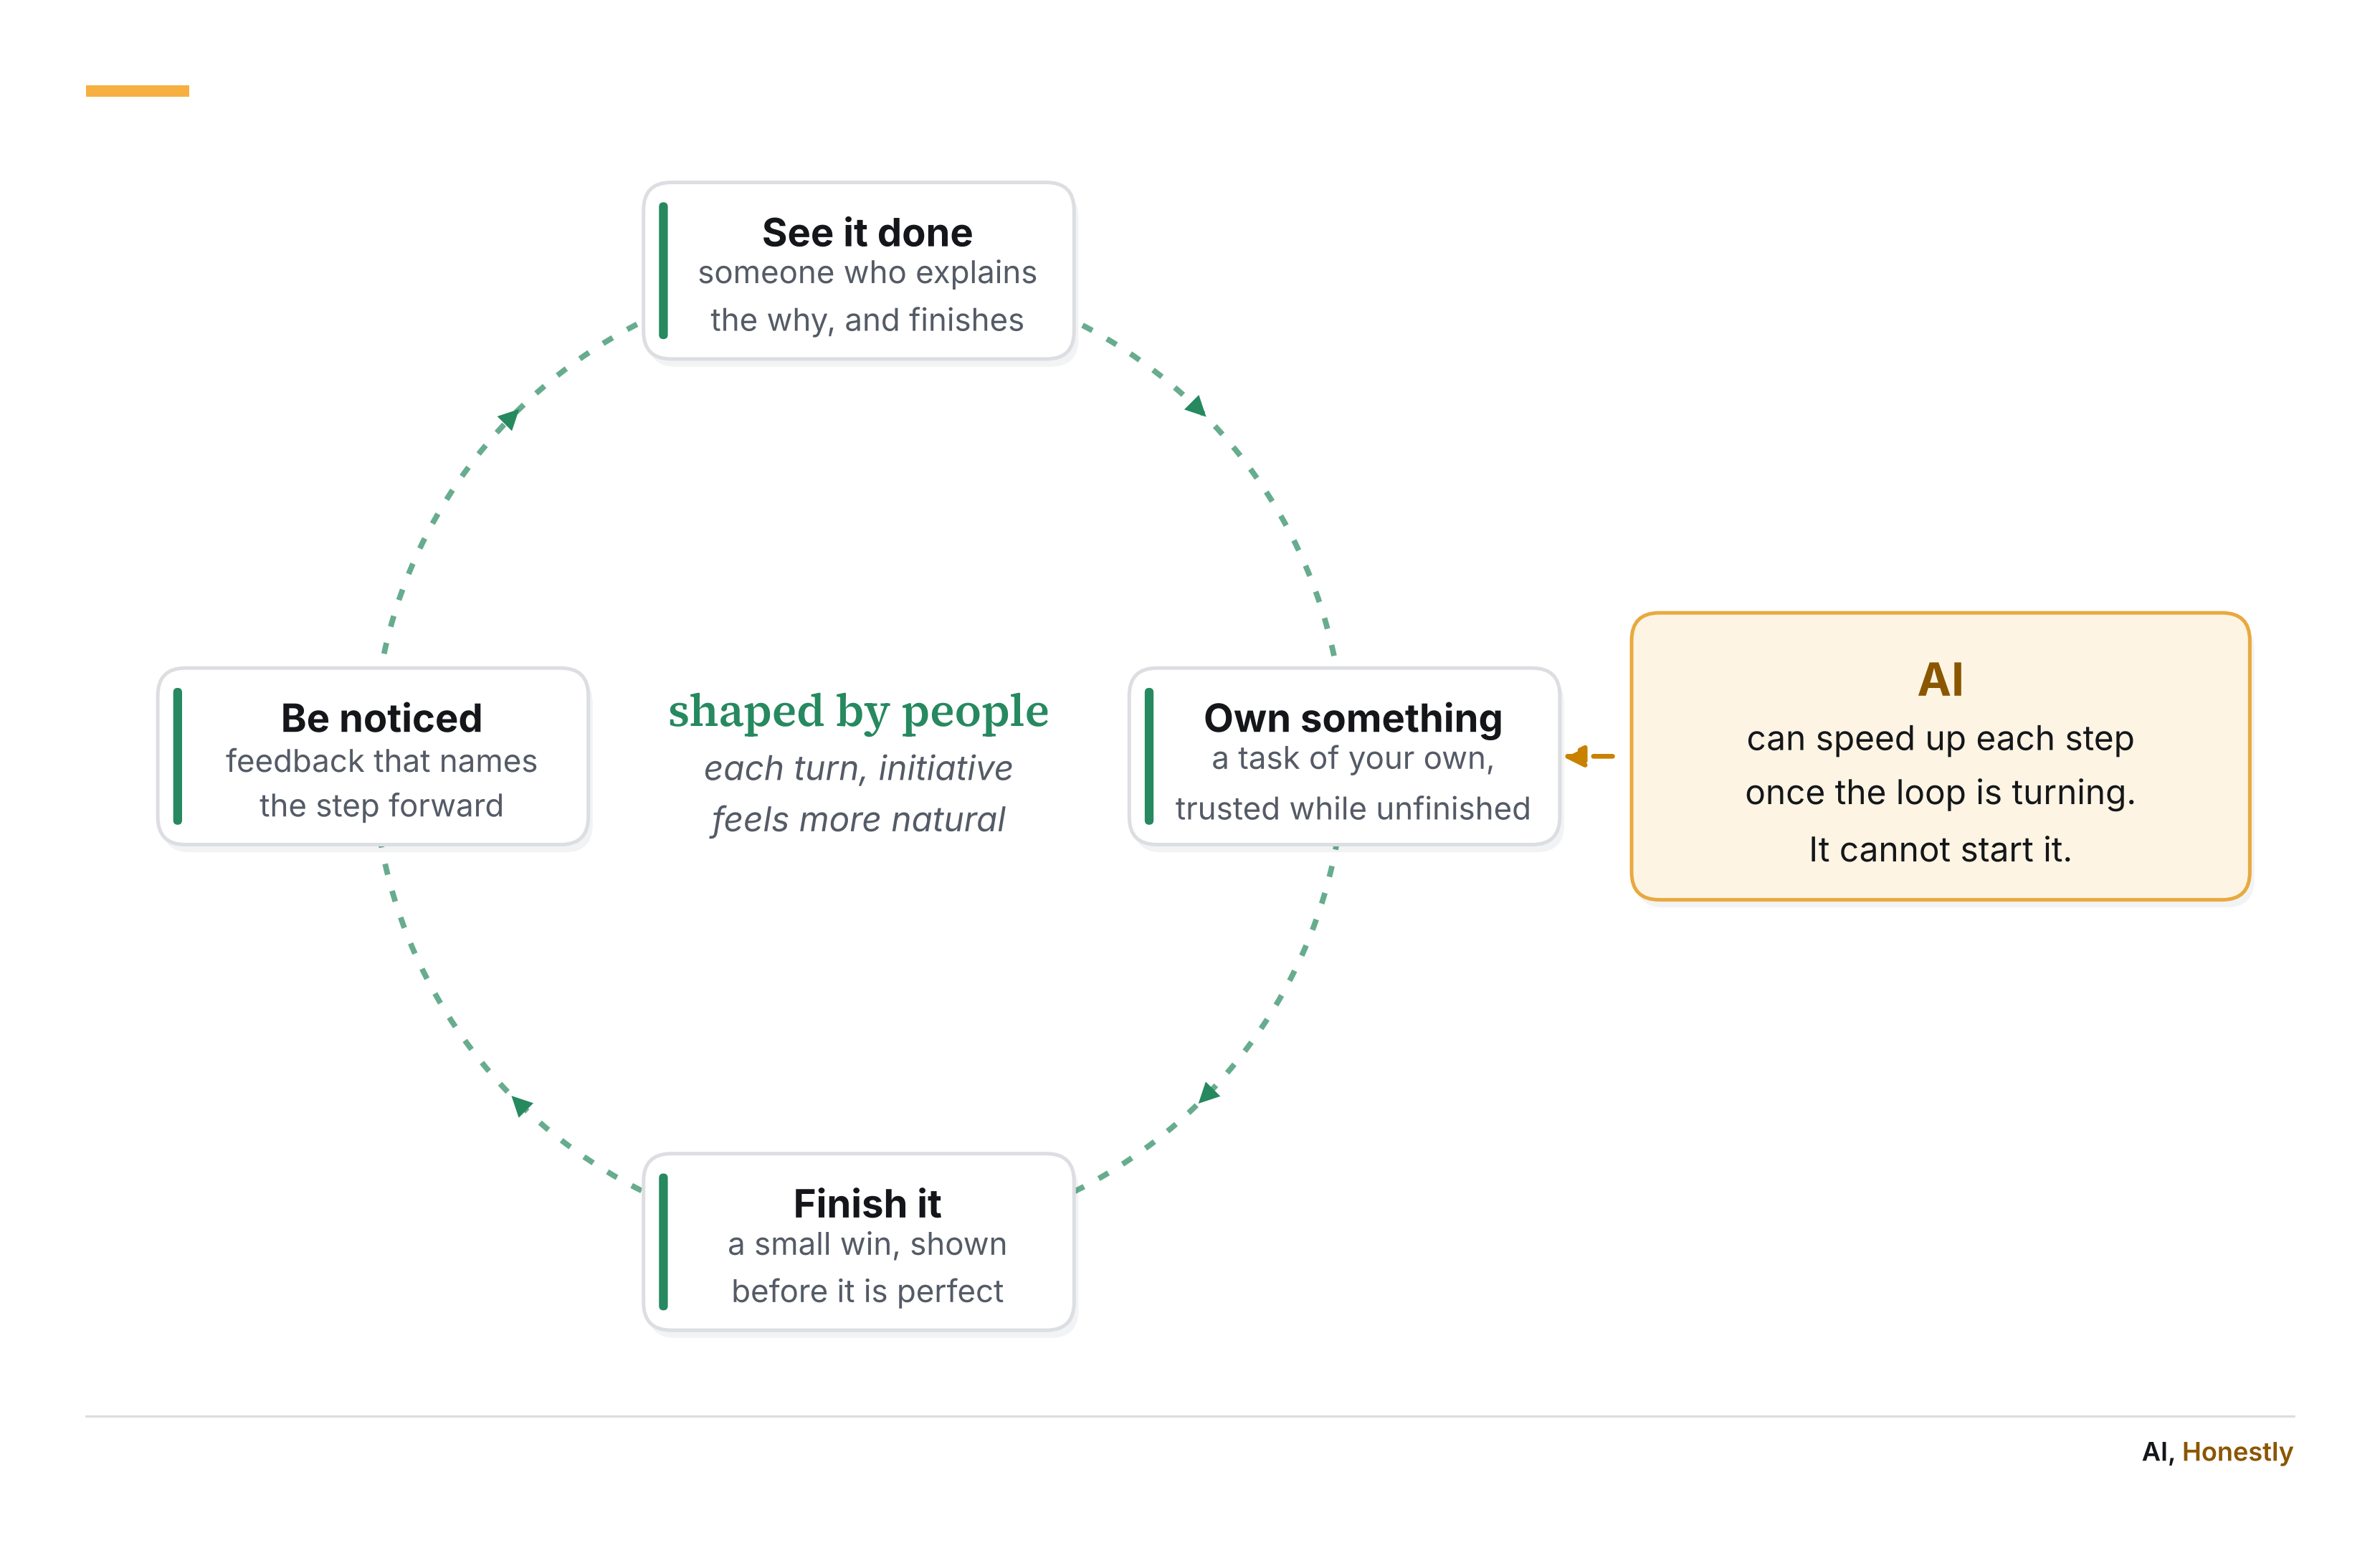 See it done
someone who explains
the why, and finishes
Be noticed
feedback that names
the step forward
shaped by people
each turn, initiative
feels more natural
Own something
a task of your own,
trusted while unfinished
AI
can speed up each step
once the loop is turning.
It cannot start it.
Finish it
a small win, shown
before it is perfect
AI, Honestly